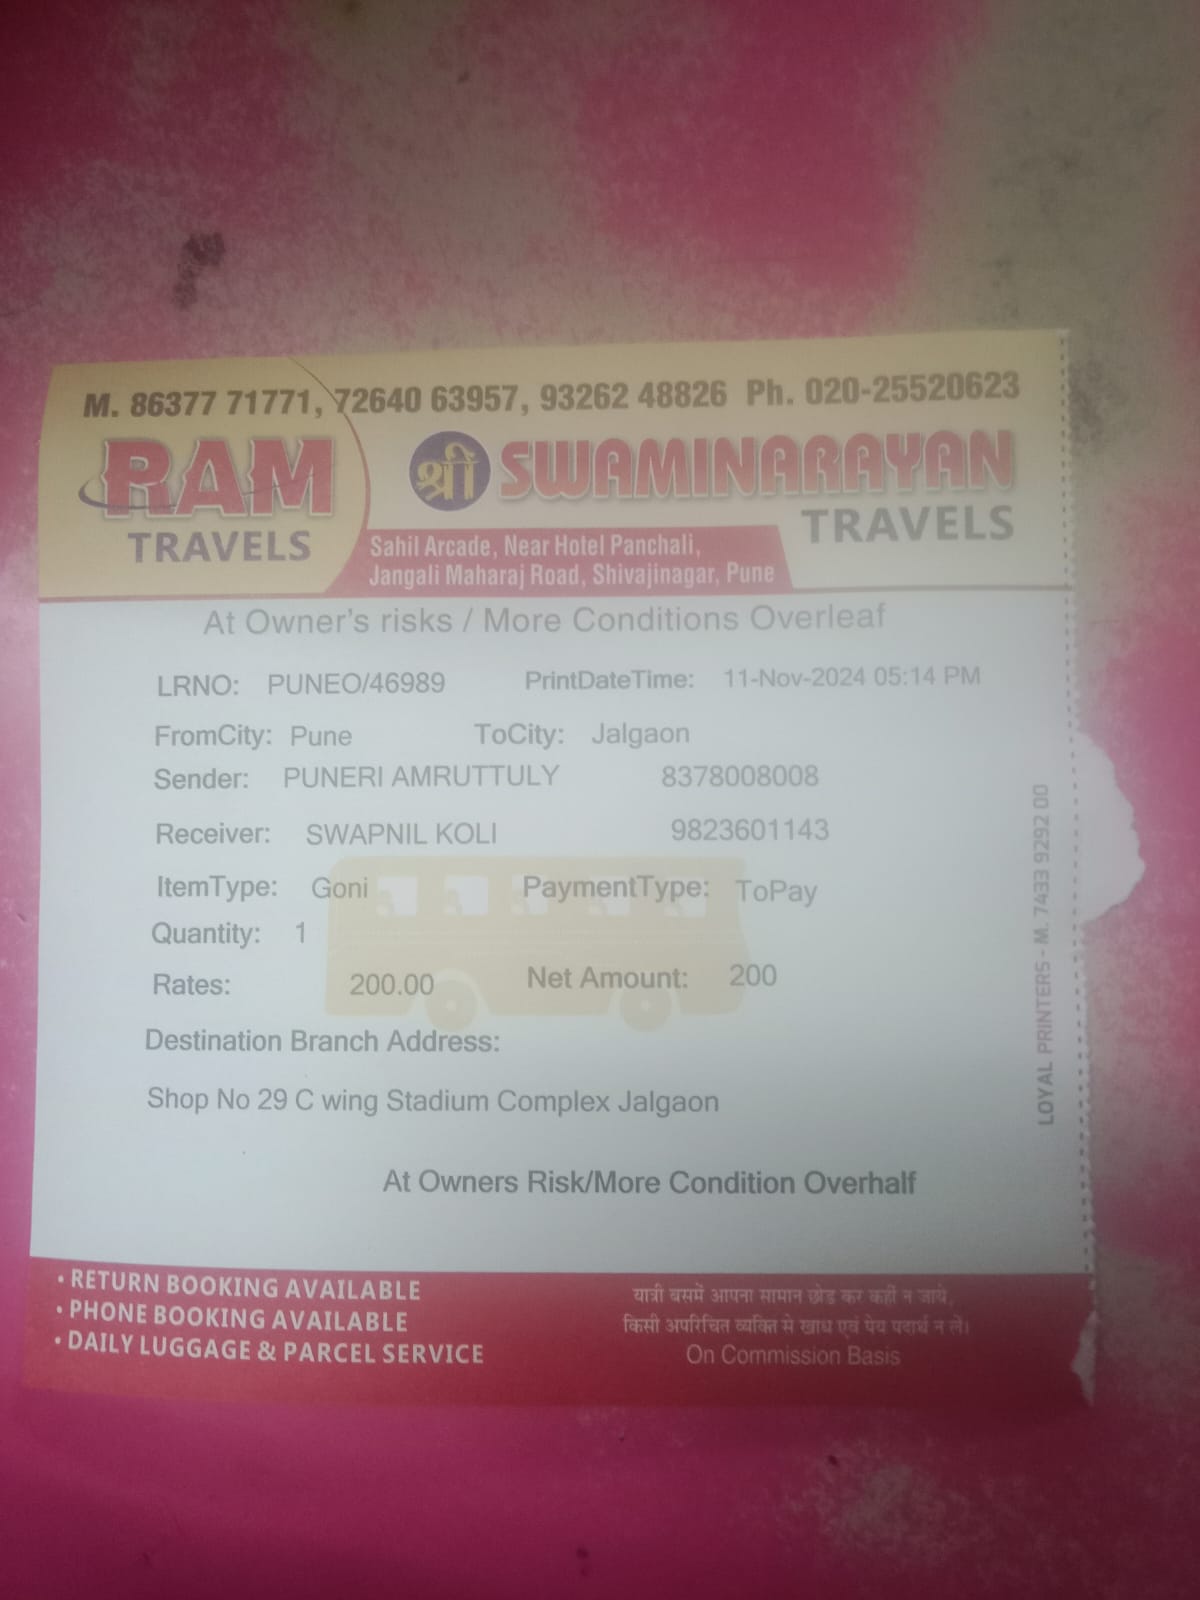 M. 86377 71771, 72640 63957, 93262 48826 Ph. 020-25520623
RAM
TRAVELS
श्री SWAMINARAYAN
TRAVELS
Sahil Arcade, Near Hotel Panchali,
Jangali Maharaj Road, Shivajinagar, Pune
At Owner's risks / More Conditions Overleaf
LRNO: PUNEO/46989 PrintDateTime: 11-Nov-2024 05:14 PM
FromCity: Pune ToCity: Jalgaon
Sender: PUNERI AMRUTTULY 8378008008
Receiver: SWAPNIL KOLI 9823601143
ItemType: Goni PaymentType: ToPay
Quantity: 1
Rates: 200.00 Net Amount: 200
Destination Branch Address:
Shop No 29 C wing Stadium Complex Jalgaon
At Owners Risk/More Condition Overhalf
LOYAL PRINTERS - M. 7433 9292 00
• RETURN BOOKING AVAILABLE
• PHONE BOOKING AVAILABLE
• DAILY LUGGAGE & PARCEL SERVICE
यात्री बसमें आपना सामान छोड कर कहीं न जाये,
किसी अपरिचित व्यक्ति से खाध एवं पेय पदार्थ न लें।
On Commission Basis